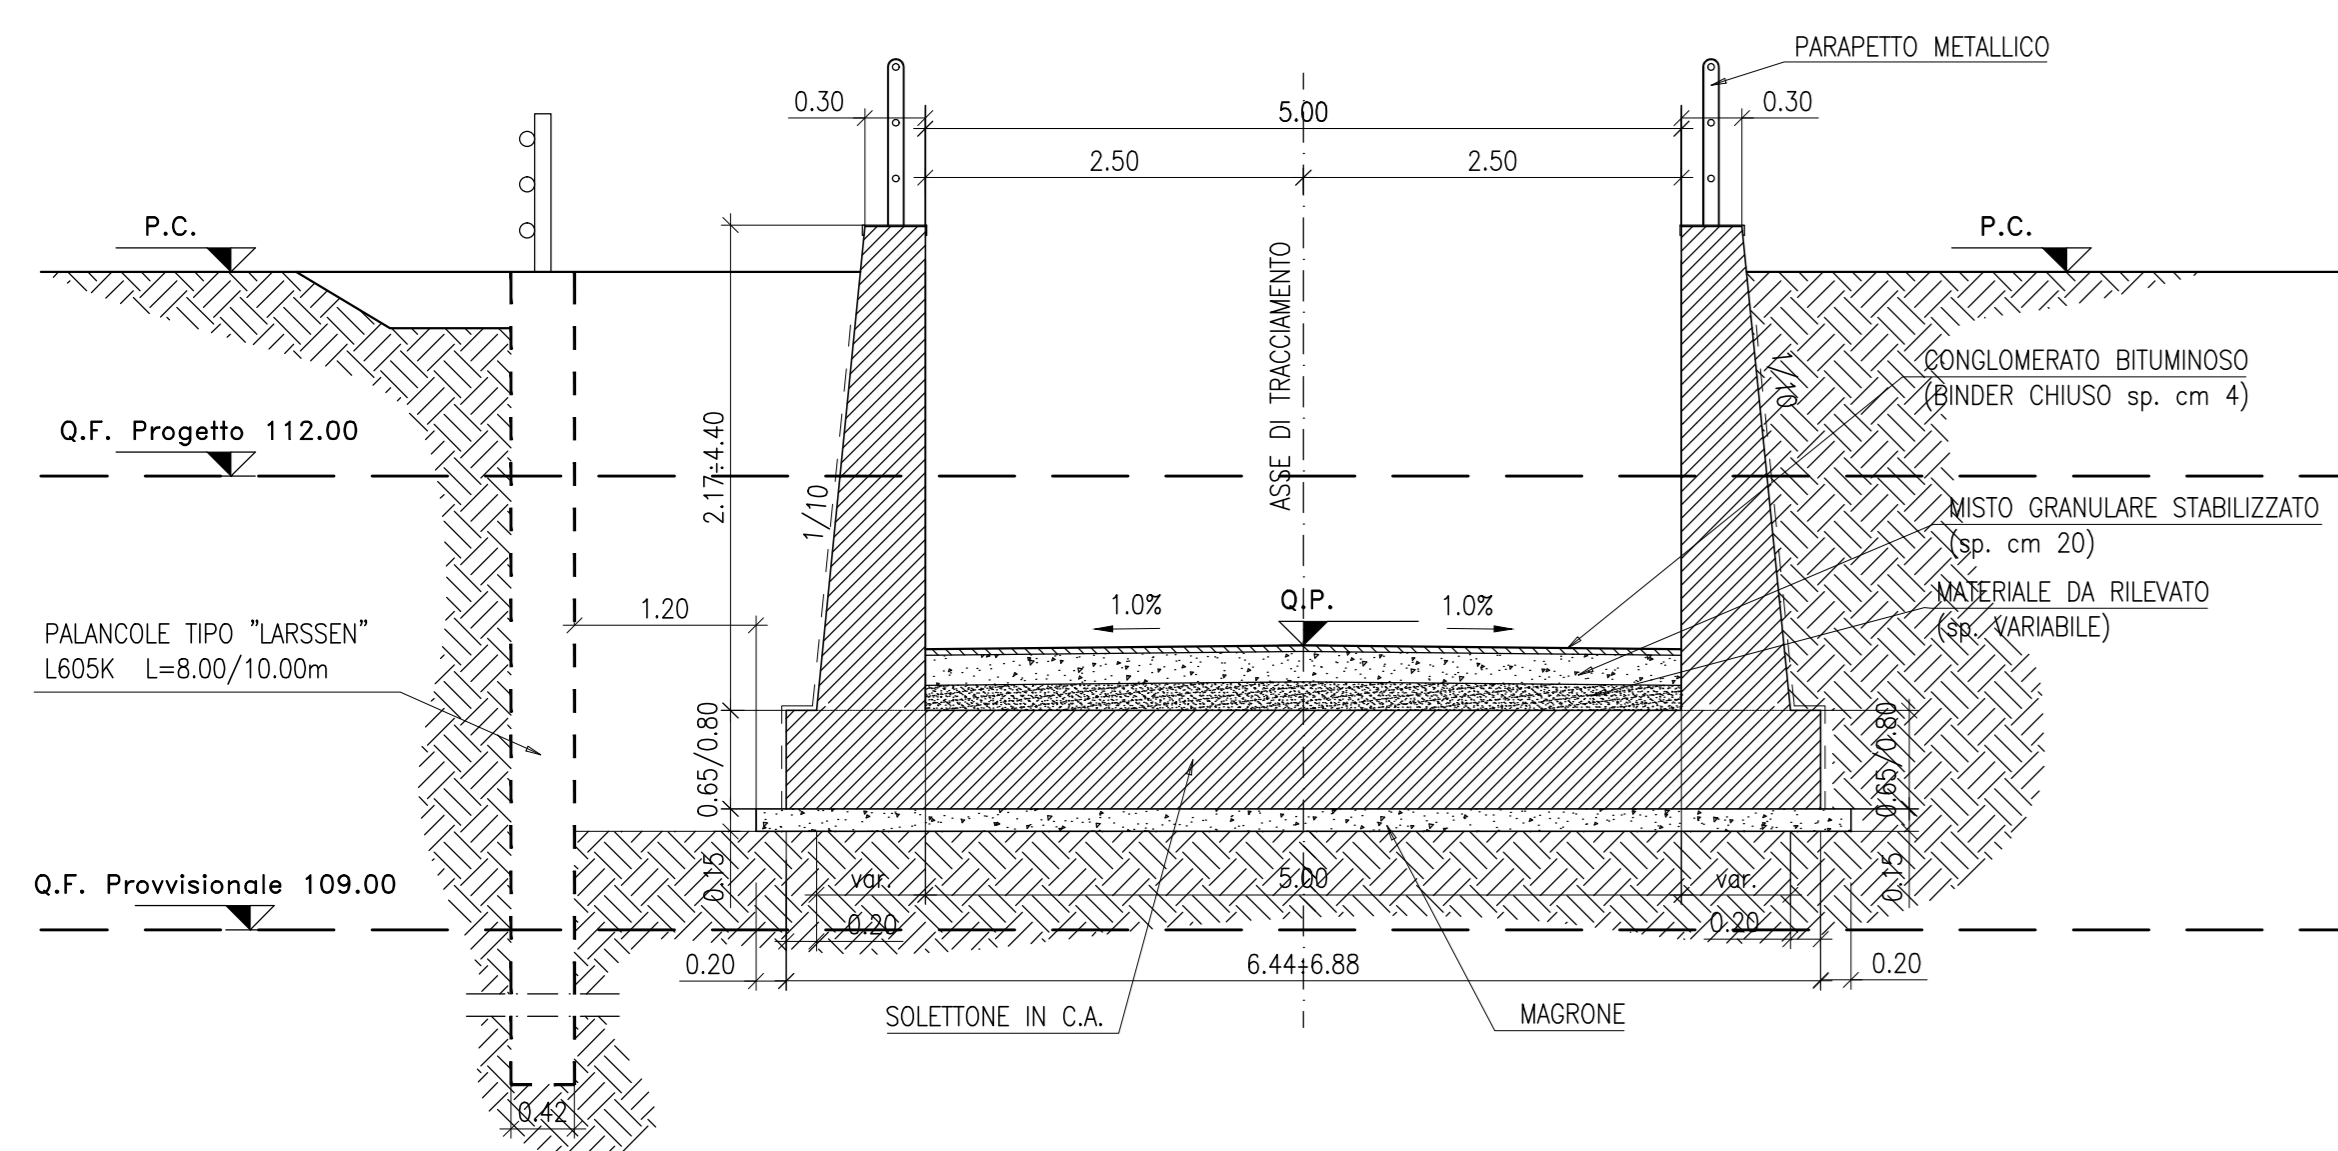 PARAPETTO METALLICO
0.30
5.00
0.30
2.50
2.50
P.C.
P.C.
ASSE DI TRACCIAMENTO
1/10
CONGLOMERATO BITUMINOSO
(BINDER CHIUSO sp. cm 4)
Q.F. Progetto 112.00
2.17÷4.40
1/10
MISTO GRANULARE STABILIZZATO
(sp. cm 20)
1.20
1.0%
Q.P.
1.0%
MATERIALE DA RILEVATO
(sp. VARIABILE)
PALANCOLE TIPO "LARSSEN"
L605K L=8.00/10.00m
0.65/0.80
0.65/0.80
0.15
0.15
Q.F. Provvisionale 109.00
var.
5.00
var.
0.20
0.20
0.20
6.44÷6.88
0.20
SOLETTONE IN C.A.
MAGRONE
0.42